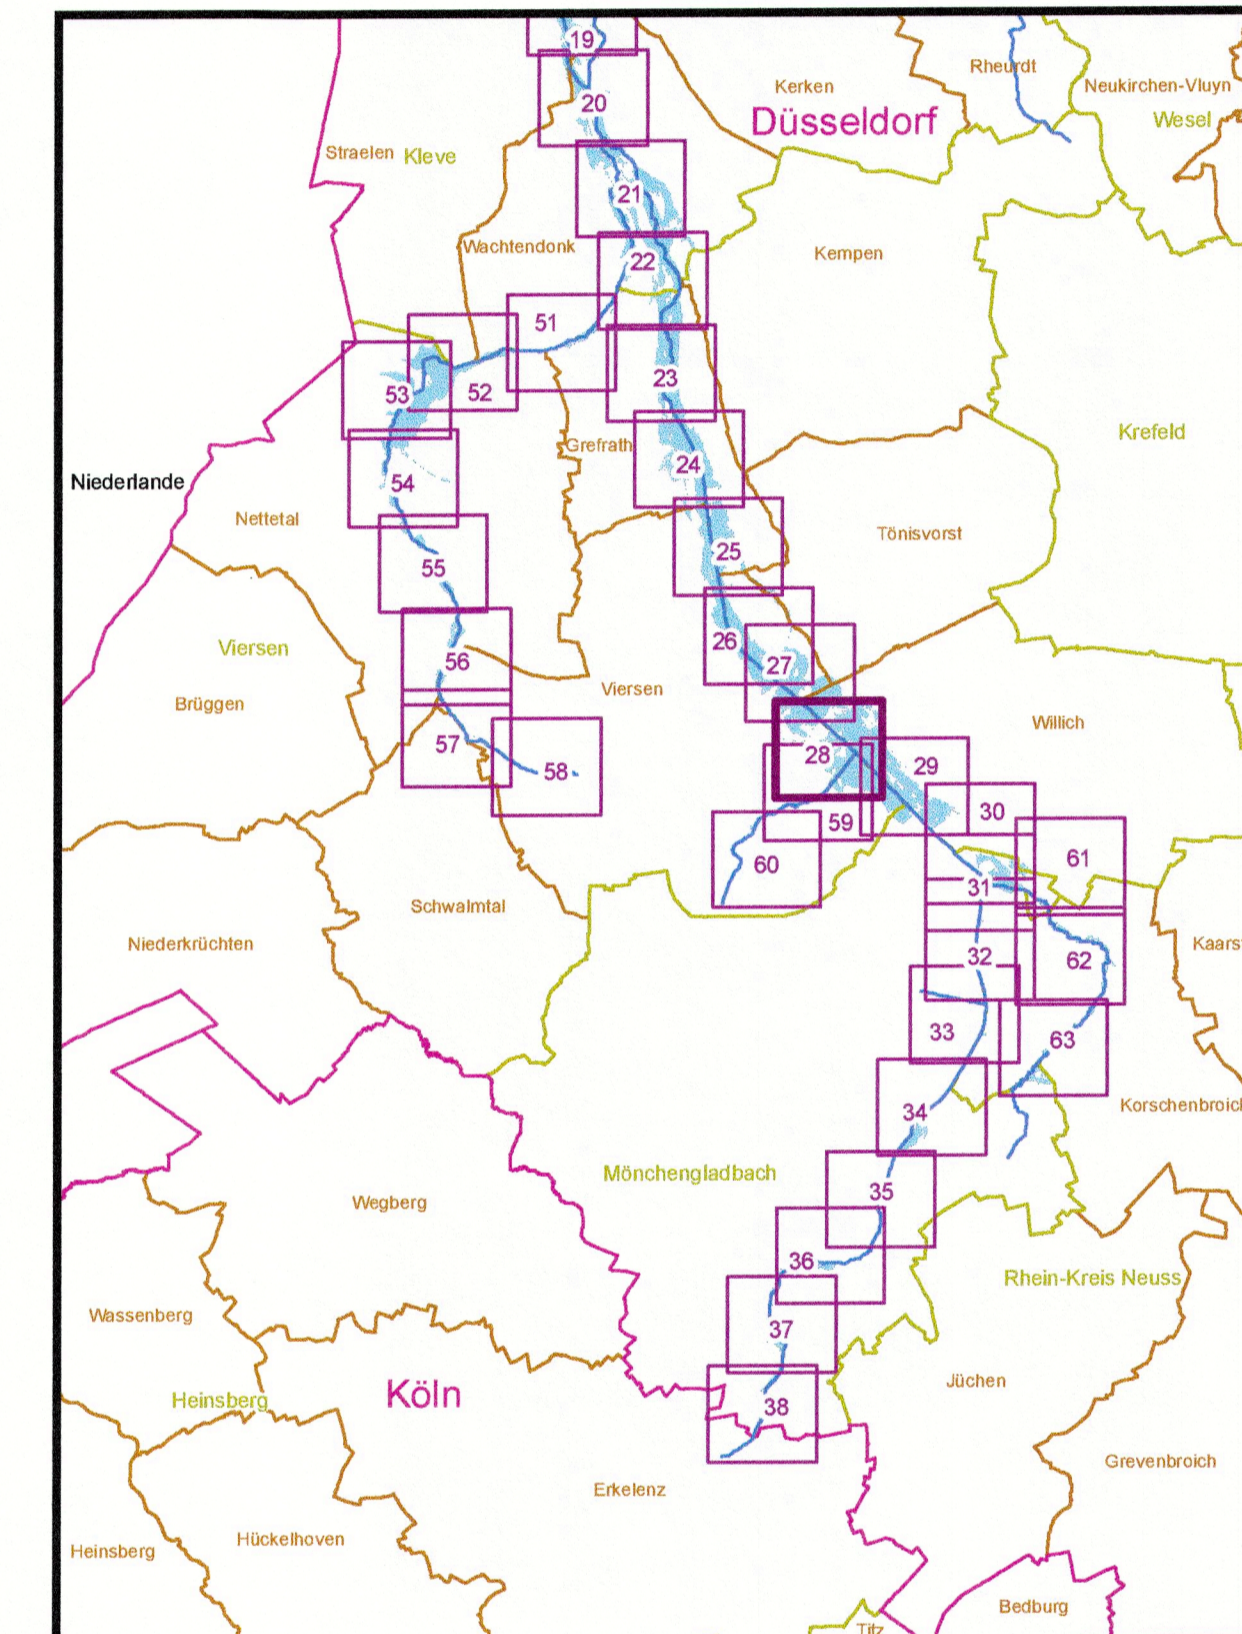 19
Rheurdt
Kerken
Neukirchen-Vluyn
20
Düsseldorf
Wesel
Straelen
Kleve
21
Wachtendonk
Kempen
22
51
23
53
52
Krefeld
Grefrath
24
Niederlande
54
Nettetal
Tönisvorst
25
55
26
Viersen
56
27
Viersen
Brüggen
Willich
57
28
29
58
30
59
61
60
31
Schwalmtal
Niederkrüchten
Kaars
32
62
33
63
34
Korschenbroich
Mönchengladbach
35
Wegberg
36
Rhein-Kreis Neuss
Wassenberg
37
Jüchen
Köln
Heinsberg
38
Grevenbroich
Erkelenz
Hückelhoven
Heinsberg
Bedburg
Titz